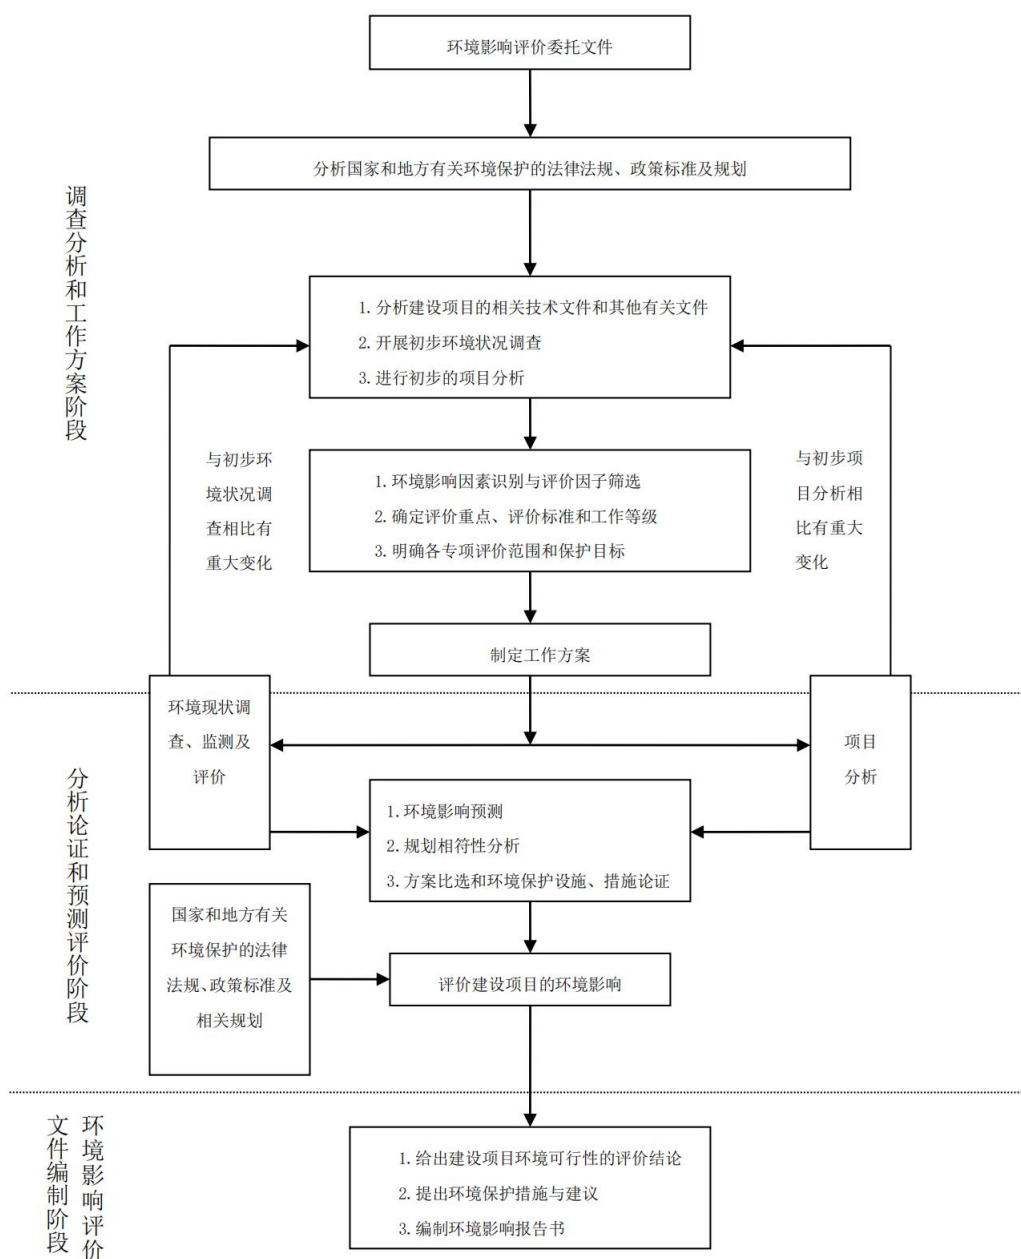 环境影响评价委托文件
分析国家和地方有关环境保护的法律法规、政策标准及规划
调查分析和工作方案阶段
1.分析建设项目的相关技术文件和其他有关文件
2.开展初步环境状况调查
3.进行初步的项目分析
与初步环
境状况调
查相比有
重大变化
1.环境影响因素识别与评价因子筛选
2.确定评价重点、评价标准和工作等级
3.明确各专项评价范围和保护目标
与初步项
目分析相
比有重大
变化
制定工作方案
分析论证和预测评价阶段
环境现状调
查、监测及
评价
项目
分析
1.环境影响预测
2.规划相符性分析
3.方案比选和环境保护设施、措施论证
国家和地方有关
环境保护的法律
法规、政策标准及
相关规划
评价建设项目的环境影响
环境影响评价
文件编制阶段
1.给出建设项目环境可行性的评价结论
2.提出环境保护措施与建议
3.编制环境影响报告书